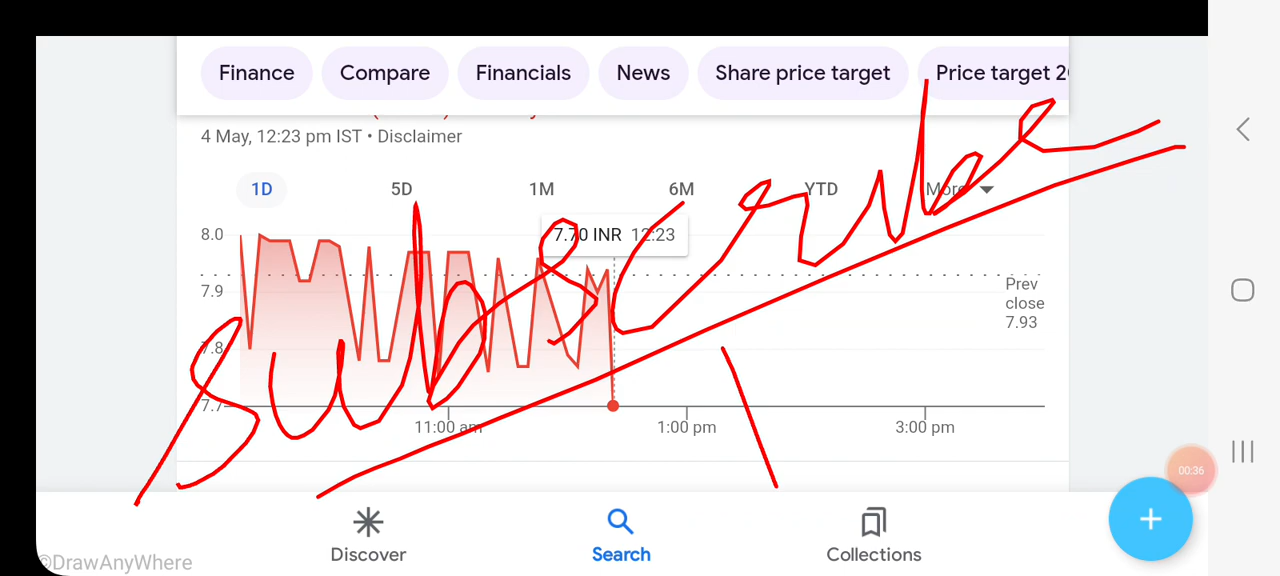 Finance Compare Financials News Share price target Price target 2
4 May, 12:23 pm IST • Disclaimer
1D 5D 1M 6M YTD More
8.0
7.70 INR 12:23
7.9
Prev
close
7.93
7.8
7.7
11:00 am 1:00 pm 3:00 pm
subscribe
00:36
+
Discover Search Collections
©DrawAnyWhere